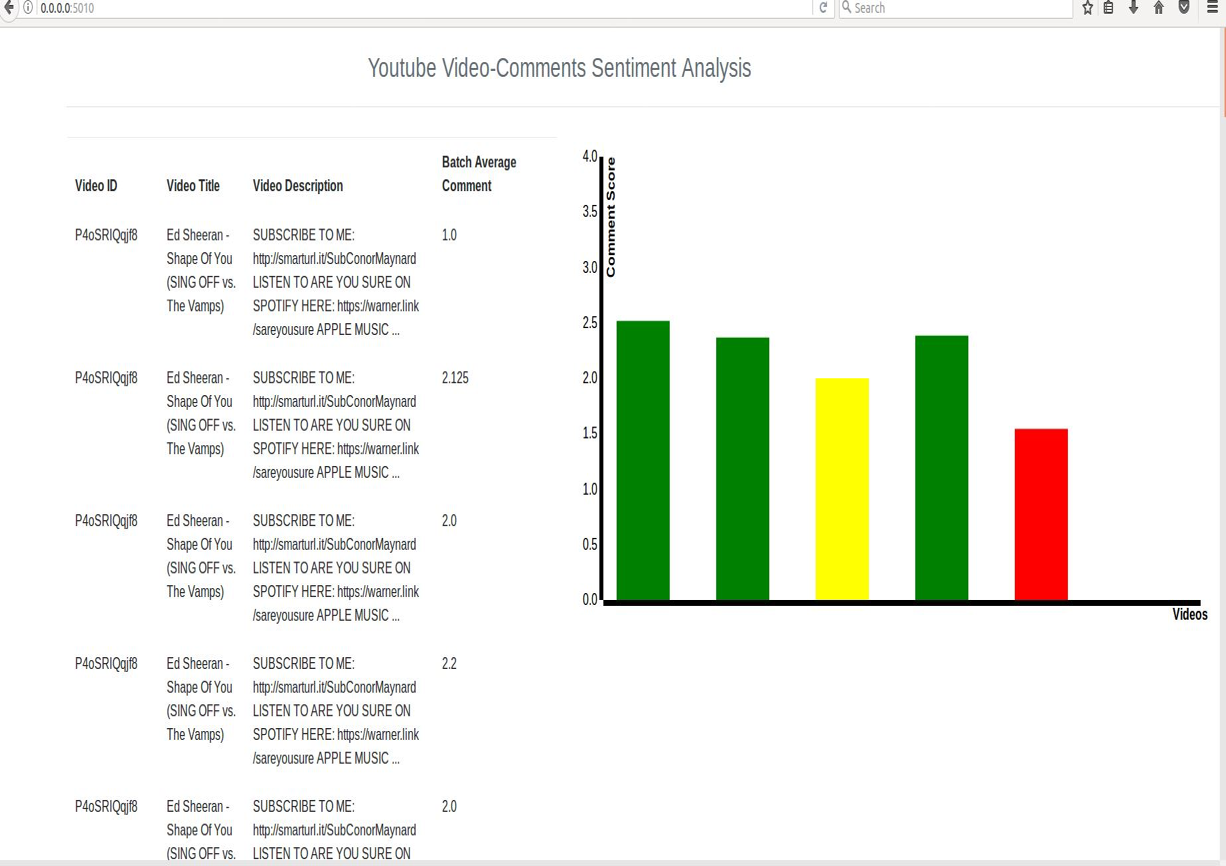 0.0.0.0:5010
Search
Youtube Video-Comments Sentiment Analysis
Video ID
Video Title
Video Description
Batch Average
Comment
P4oSRIQqjf8
Ed Sheeran -
Shape Of You
(SING OFF vs.
The Vamps)
SUBSCRIBE TO ME:
http://smarturl.it/SubConorMaynard
LISTEN TO ARE YOU SURE ON
SPOTIFY HERE: https://warner.link
/sareyousure APPLE MUSIC ...
1.0
P4oSRIQqjf8
Ed Sheeran -
Shape Of You
(SING OFF vs.
The Vamps)
SUBSCRIBE TO ME:
http://smarturl.it/SubConorMaynard
LISTEN TO ARE YOU SURE ON
SPOTIFY HERE: https://warner.link
/sareyousure APPLE MUSIC ...
2.125
P4oSRIQqjf8
Ed Sheeran -
Shape Of You
(SING OFF vs.
The Vamps)
SUBSCRIBE TO ME:
http://smarturl.it/SubConorMaynard
LISTEN TO ARE YOU SURE ON
SPOTIFY HERE: https://warner.link
/sareyousure APPLE MUSIC ...
2.0
P4oSRIQqjf8
Ed Sheeran -
Shape Of You
(SING OFF vs.
The Vamps)
SUBSCRIBE TO ME:
http://smarturl.it/SubConorMaynard
LISTEN TO ARE YOU SURE ON
SPOTIFY HERE: https://warner.link
/sareyousure APPLE MUSIC ...
2.2
P4oSRIQqjf8
Ed Sheeran -
Shape Of You
(SING OFF vs.
SUBSCRIBE TO ME:
http://smarturl.it/SubConorMaynard
LISTEN TO ARE YOU SURE ON
2.0
4.0
3.5
3.0
2.5
2.0
1.5
1.0
0.5
0.0
Comment Score
Videos